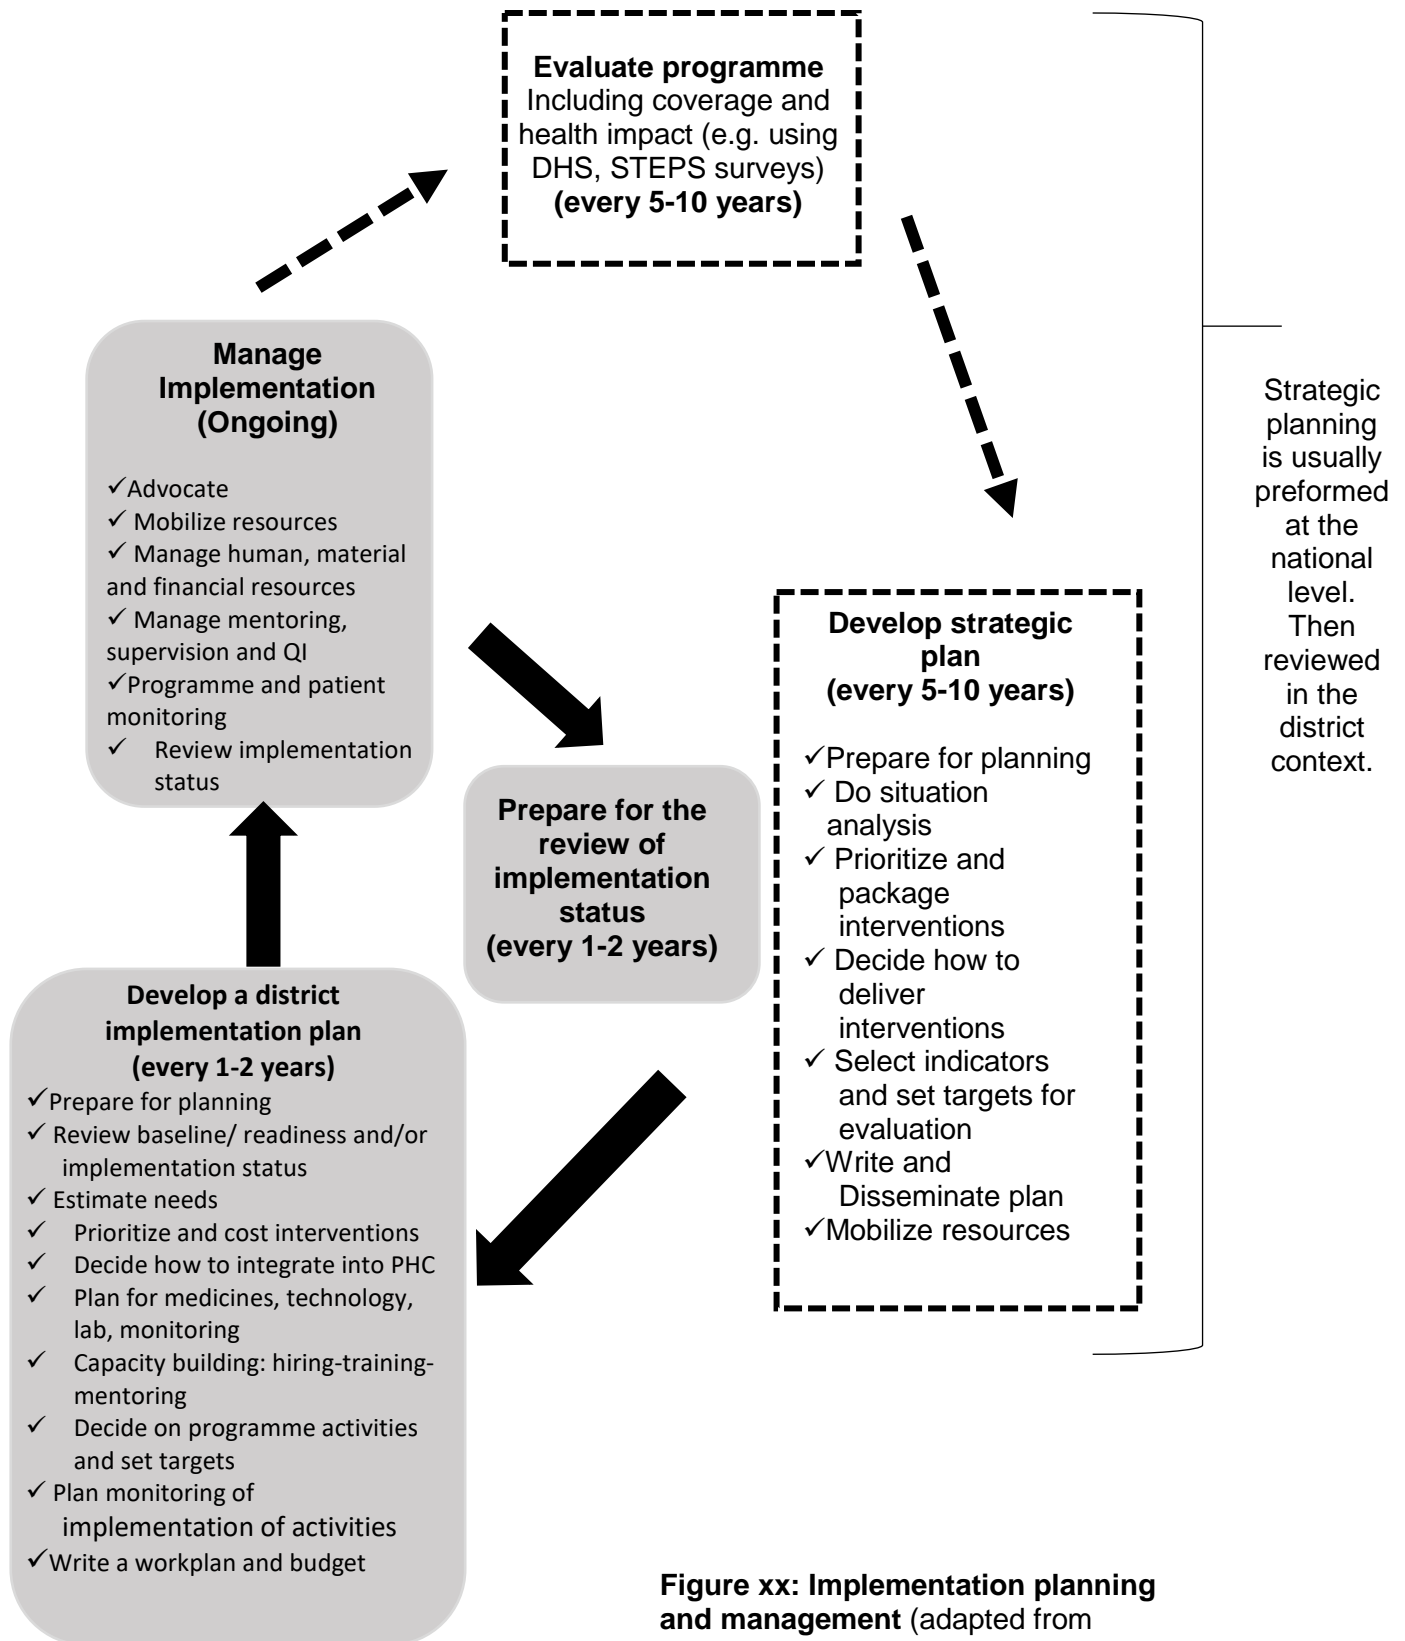 Evaluate programme
Including coverage and
health impact (e.g. using
DHS, STEPS surveys)
(every 5-10 years)
Manage
Implementation
(Ongoing)
✓Advocate
✓ Mobilize resources
✓ Manage human, material
and financial resources
✓ Manage mentoring,
supervision and QI
✓Programme and patient
monitoring
✓ Review implementation
status
Prepare for the
review of
implementation
status
(every 1-2 years)
Develop strategic
plan
(every 5-10 years)
✓Prepare for planning
✓ Do situation
analysis
✓ Prioritize and
package
interventions
✓ Decide how to
deliver
interventions
✓ Select indicators
and set targets for
evaluation
✓Write and
Disseminate plan
✓Mobilize resources
Strategic
planning
is usually
preformed
at the
national
level.
Then
reviewed
in the
district
context.
Develop a district
implementation plan
(every 1-2 years)
✓Prepare for planning
✓ Review baseline/ readiness and/or
implementation status
✓ Estimate needs
✓ Prioritize and cost interventions
✓ Decide how to integrate into PHC
✓ Plan for medicines, technology,
lab, monitoring
✓ Capacity building: hiring-training-
mentoring
✓ Decide on programme activities
and set targets
✓ Plan monitoring of
implementation of activities
✓Write a workplan and budget
Figure xx: Implementation planning
and management (adapted from